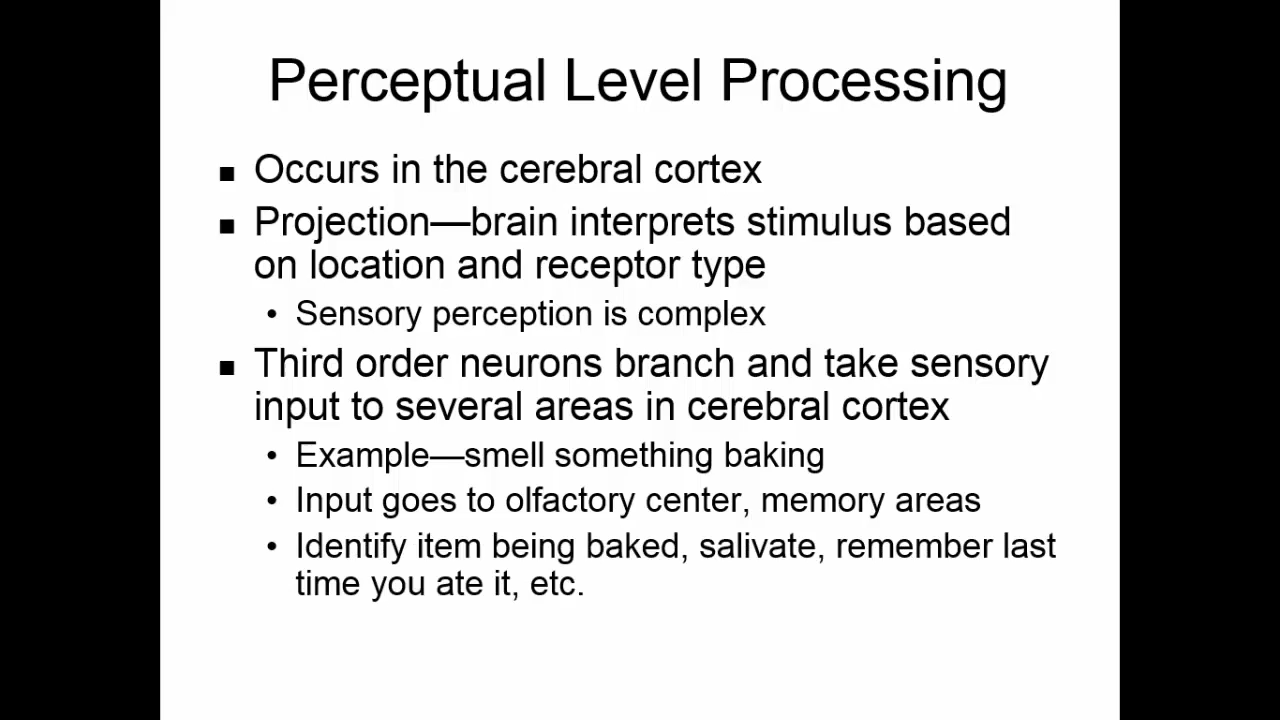 Perceptual Level Processing
■ Occurs in the cerebral cortex
■ Projection—brain interprets stimulus based
on location and receptor type
• Sensory perception is complex
■ Third order neurons branch and take sensory
input to several areas in cerebral cortex
• Example—smell something baking
• Input goes to olfactory center, memory areas
• Identify item being baked, salivate, remember last
time you ate it, etc.